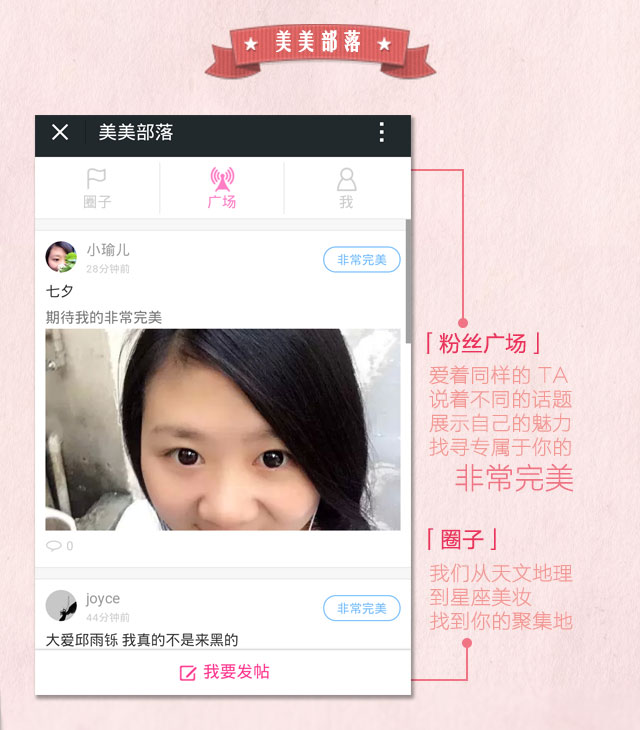 美美部落
美美部落
圈子
广场
我
小瑜儿
28分钟前
非常完美
七夕
期待我的非常完美
0
joyce
44分钟前
非常完美
大爱邱雨铄 我真的不是来黑的
我要发帖
「粉丝广场」
爱着同样的 TA
说着不同的话题
展示自己的魅力
找寻专属于你的
非常完美
「圈子」
我们从天文地理
到星座美妆
找到你的聚集地